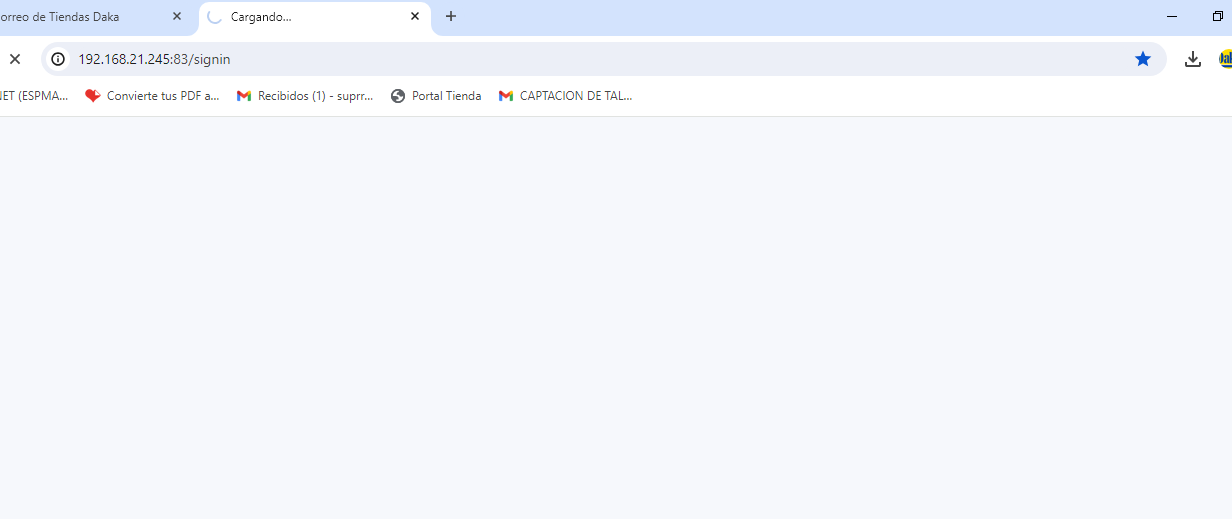 orreo de Tiendas Daka
Cargando...
192.168.21.245:83/signin
NET (ESPMA...
Convierte tus PDF a...
Recibidos (1) - suprr...
Portal Tienda
CAPTACION DE TAL...